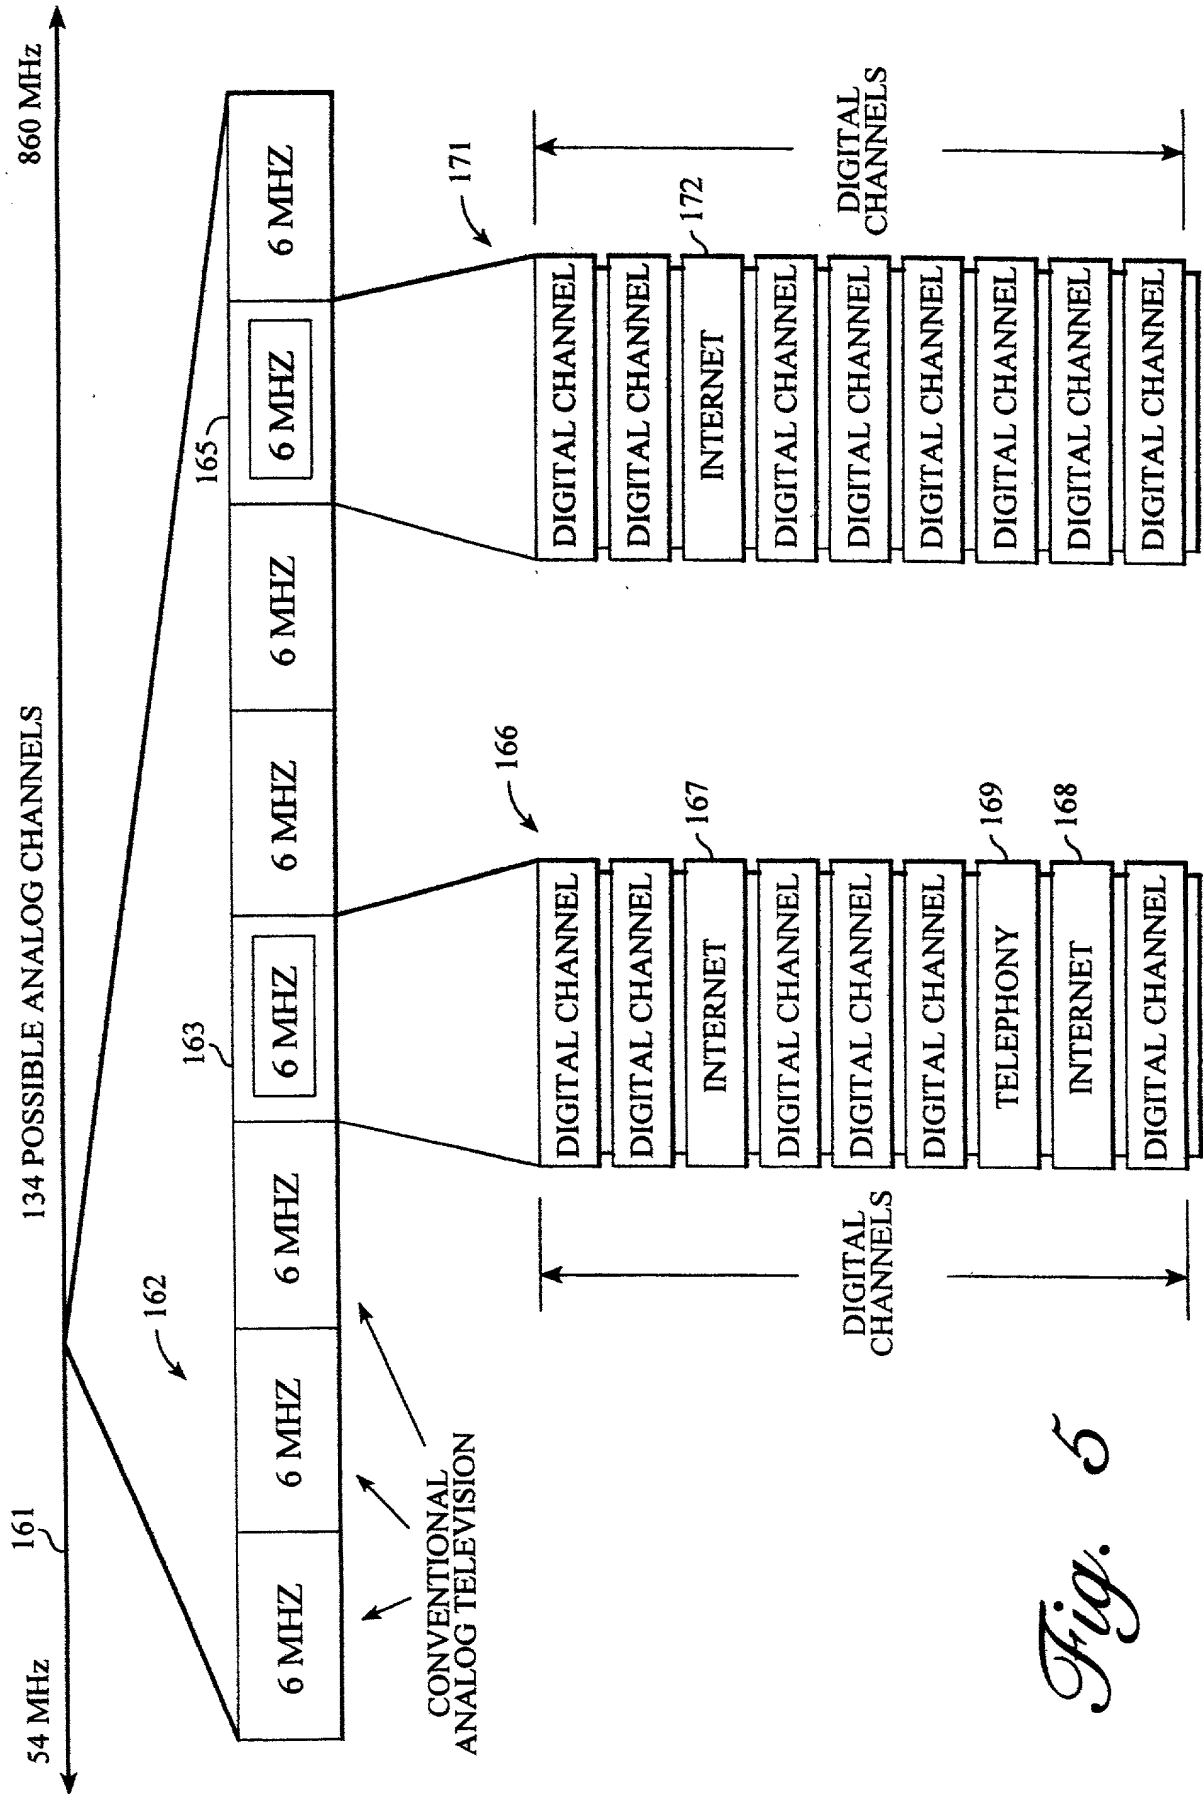 134 POSSIBLE ANALOG CHANNELS
54 MHz
161
860 MHz
162
163
165
6 MHZ
6 MHZ
6 MHZ
6 MHZ
6 MHZ
6 MHZ
6 MHZ
6 MHZ
CONVENTIONAL
ANALOG TELEVISION
166
171
DIGITAL
CHANNELS
DIGITAL CHANNEL
DIGITAL CHANNEL
INTERNET
167
DIGITAL CHANNEL
DIGITAL CHANNEL
DIGITAL CHANNEL
TELEPHONY
169
INTERNET
168
DIGITAL CHANNEL
DIGITAL CHANNEL
DIGITAL CHANNEL
INTERNET
172
DIGITAL CHANNEL
DIGITAL CHANNEL
DIGITAL CHANNEL
DIGITAL CHANNEL
DIGITAL CHANNEL
DIGITAL CHANNEL
DIGITAL
CHANNELS
Fig. 5